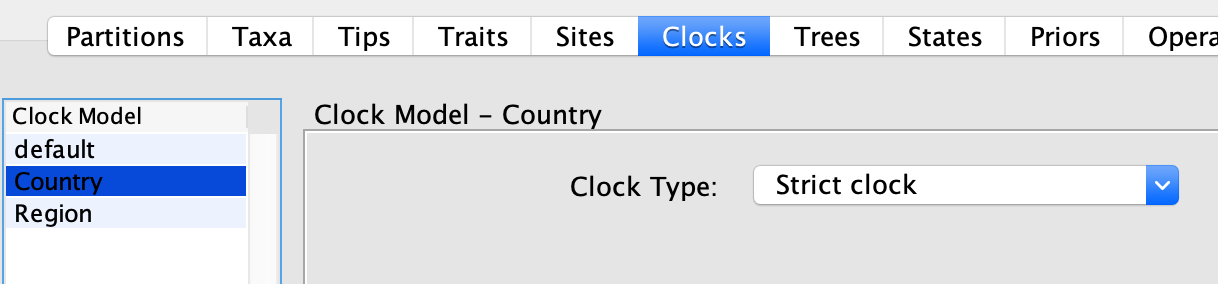 Partitions Taxa Tips Traits Sites Clocks Trees States Priors Opera
Clock Model
default
Country
Region
Clock Model – Country
Clock Type: Strict clock